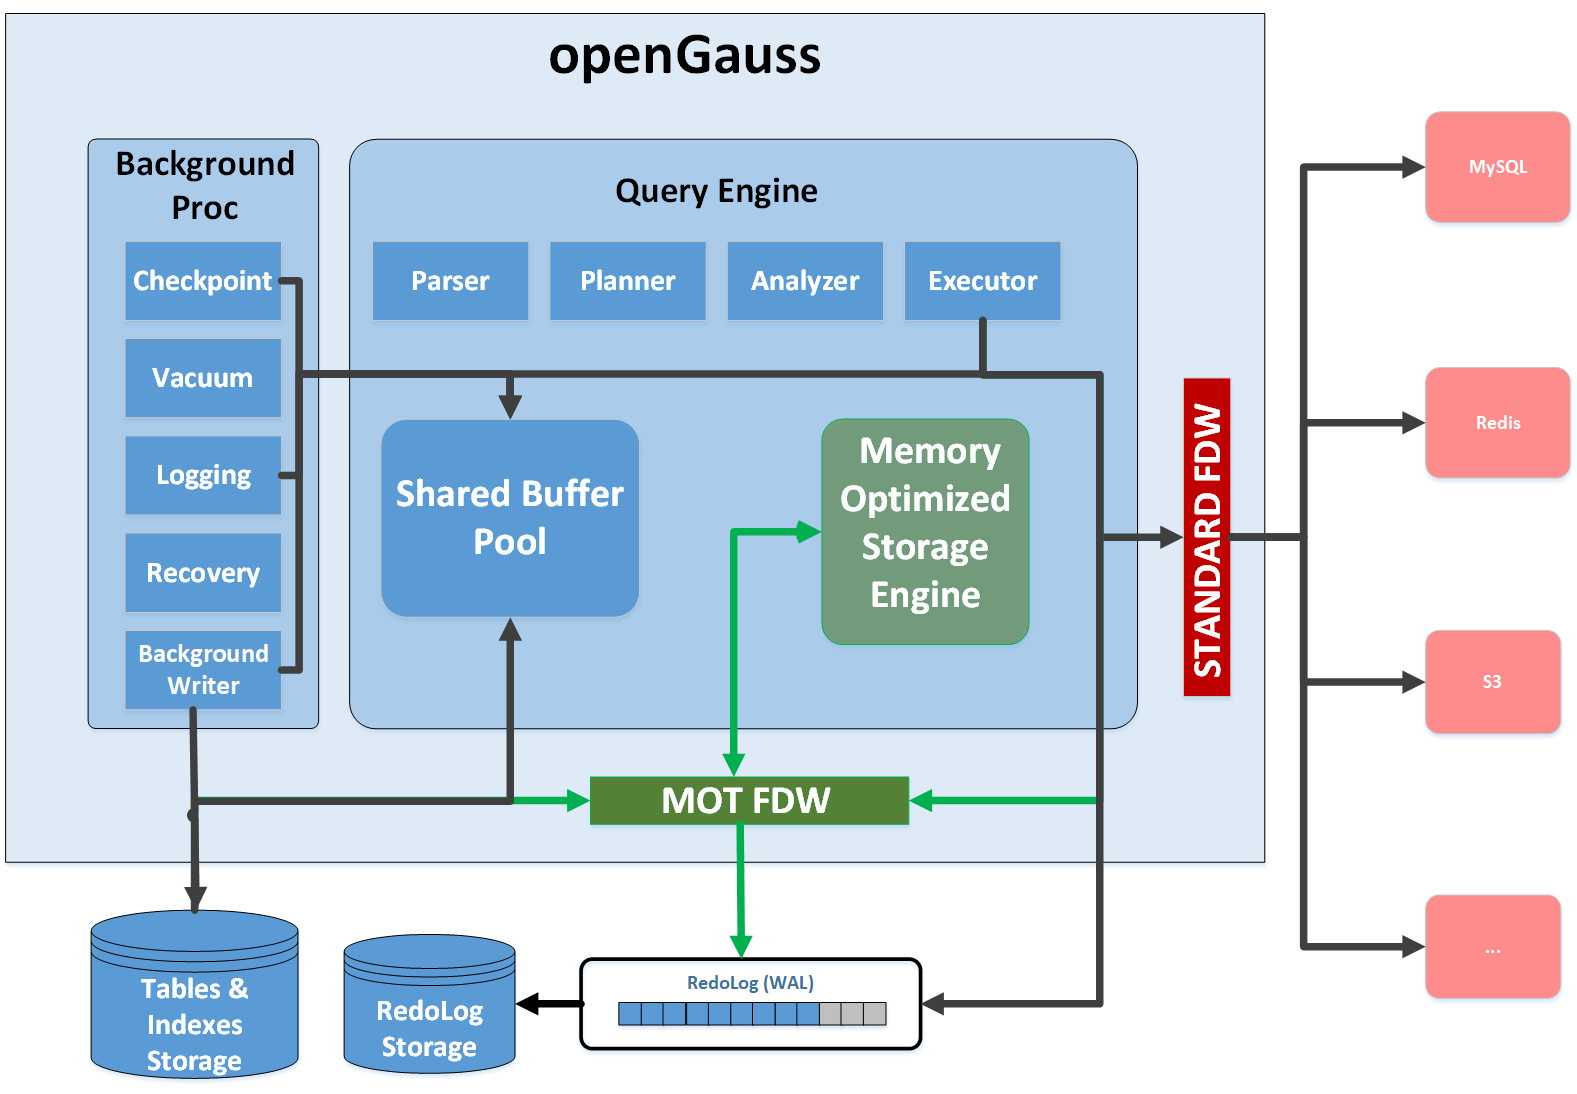 openGauss
Background
Proc
Checkpoint
Vacuum
Logging
Recovery
Background
Writer
Query Engine
Parser
Planner
Analyzer
Executor
Shared Buffer
Pool
Memory
Optimized
Storage
Engine
STANDARD FDW
MOT FDW
MySQL
Redis
S3
...
Tables &
Indexes
Storage
RedoLog
Storage
RedoLog (WAL)